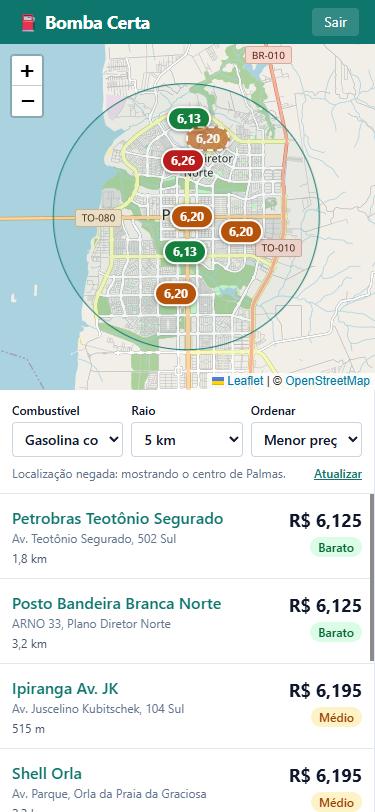 Bomba Certa
Sair
BR-010
+
−
6,13
6,20
6,26
iretor
Norte
P
6,20
TO-080
6,20
TO-010
6,13
6,20
Leaflet | © OpenStreetMap
Combustível
Raio
Ordenar
Gasolina co
5 km
Menor preç
Localização negada: mostrando o centro de Palmas.
Atualizar
Petrobras Teotônio Segurado
R$ 6,125
Av. Teotônio Segurado, 502 Sul
Barato
1,8 km
Posto Bandeira Branca Norte
R$ 6,125
ARNO 33, Plano Diretor Norte
Barato
3,2 km
Ipiranga Av. JK
R$ 6,195
Av. Juscelino Kubitschek, 104 Sul
Médio
515 m
Shell Orla
R$ 6,195
Av. Parque, Orla da Praia da Graciosa
Médio